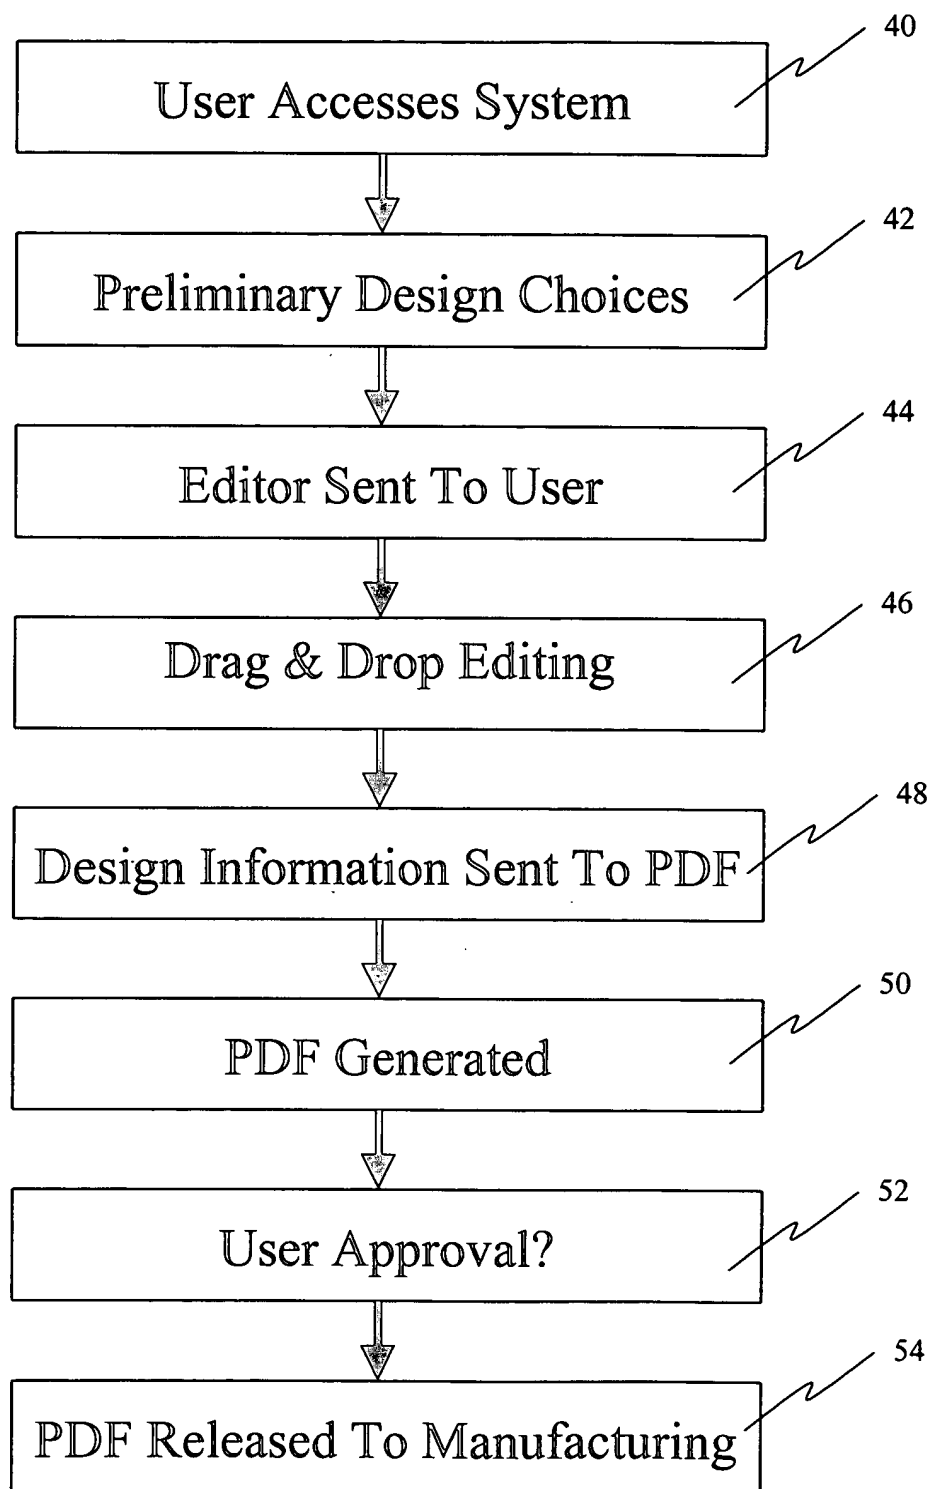 40
User Accesses System
42
Preliminary Design Choices
44
Editor Sent To User
46
Drag & Drop Editing
48
Design Information Sent To PDF
50
PDF Generated
52
User Approval?
54
PDF Released To Manufacturing